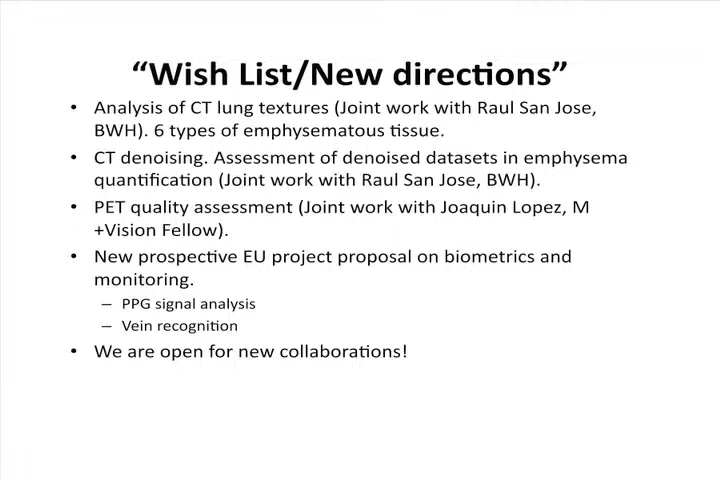 “Wish List/New directions”
• Analysis of CT lung textures (Joint work with Raul San Jose,
BWH). 6 types of emphysematous tissue.
• CT denoising. Assessment of denoised datasets in emphysema
quantification (Joint work with Raul San Jose, BWH).
• PET quality assessment (Joint work with Joaquin Lopez, M
+Vision Fellow).
• New prospective EU project proposal on biometrics and
monitoring.
– PPG signal analysis
– Vein recognition
• We are open for new collaborations!